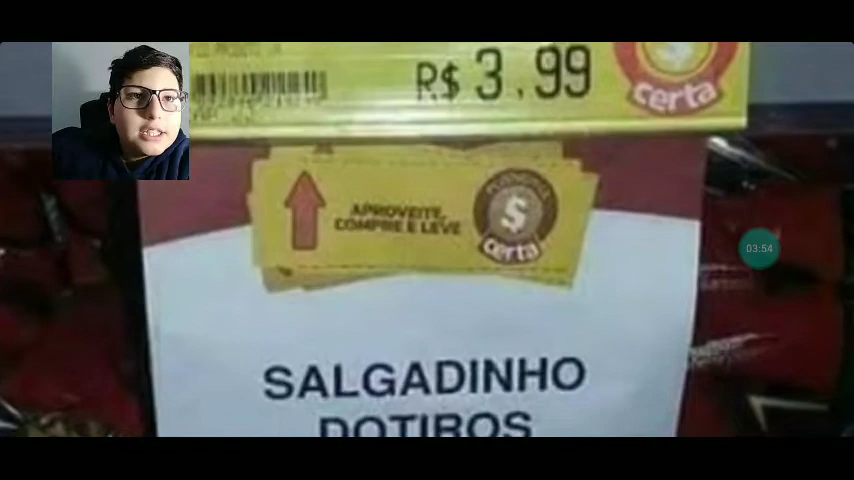 R$ 3,99
certa
APROVEITE,
COMPRE E LEVE
$
certa
03:54
SALGADINHO
DOTIROS